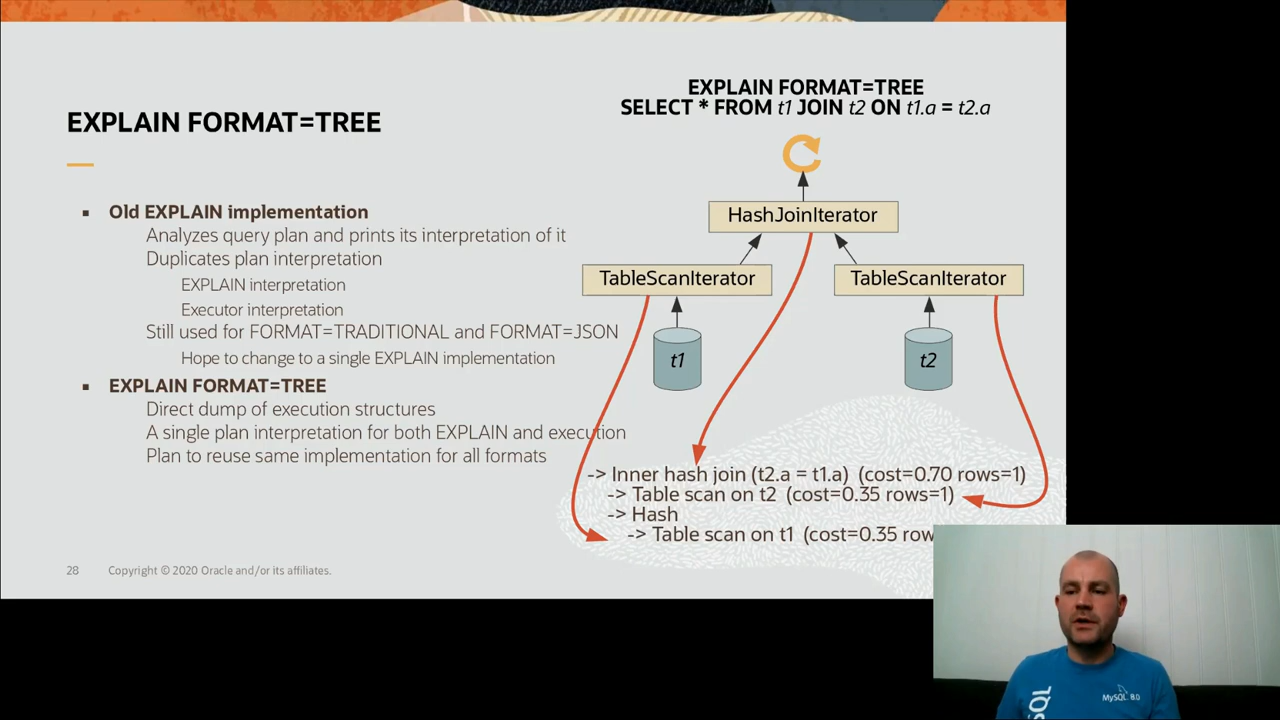 EXPLAIN FORMAT=TREE
Old EXPLAIN implementation
Analyzes query plan and prints its interpretation of it
Duplicates plan interpretation
EXPLAIN interpretation
Executor interpretation
Still used for FORMAT=TRADITIONAL and FORMAT=JSON
Hope to change to a single EXPLAIN implementation
EXPLAIN FORMAT=TREE
Direct dump of execution structures
A single plan interpretation for both EXPLAIN and execution
Plan to reuse same implementation for all formats
EXPLAIN FORMAT=TREE
SELECT * FROM t1 JOIN t2 ON t1.a = t2.a
HashJoinIterator
TableScanIterator
TableScanIterator
t1
t2
-> Inner hash join (t2.a = t1.a) (cost=0.70 rows=1)
-> Table scan on t2 (cost=0.35 rows=1)
-> Hash
-> Table scan on t1 (cost=0.35 row
28
Copyright © 2020 Oracle and/or its affiliates.
MySQL 8.0